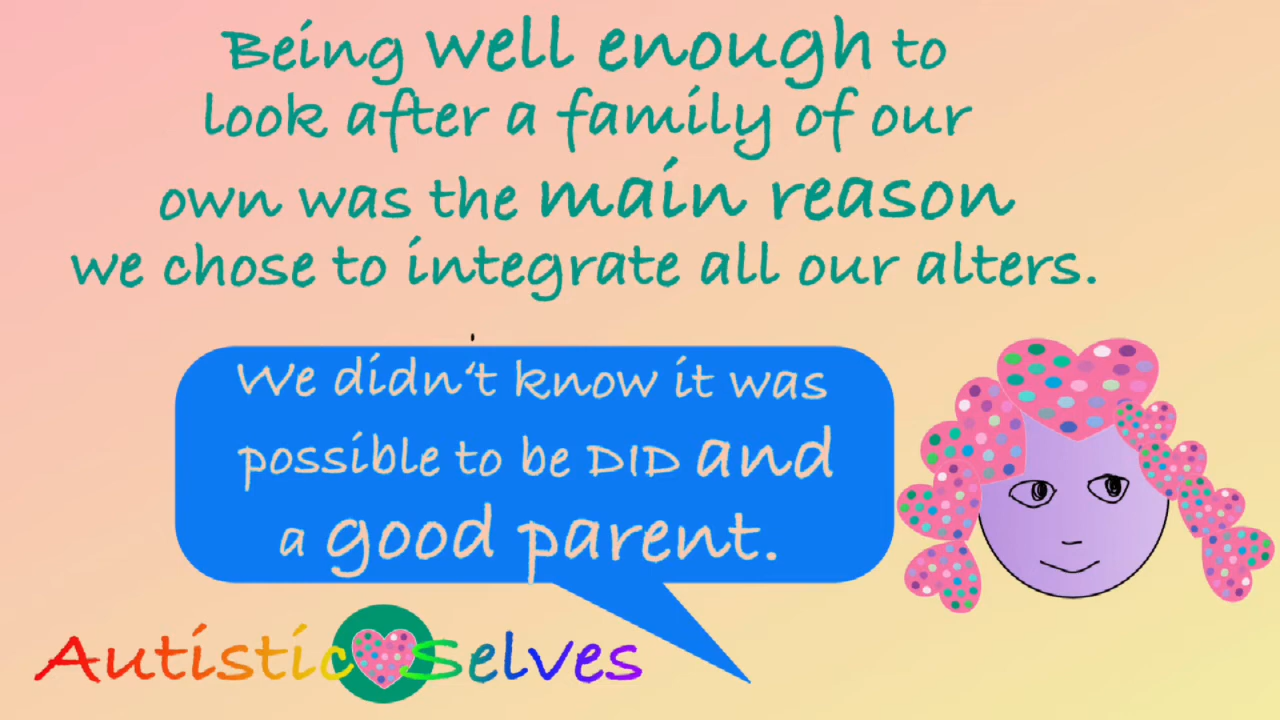 Being well enough to
look after a family of our
own was the main reason
we chose to integrate all our alters.
We didn't know it was
possible to be DID and
a good parent.
Autistic Selves